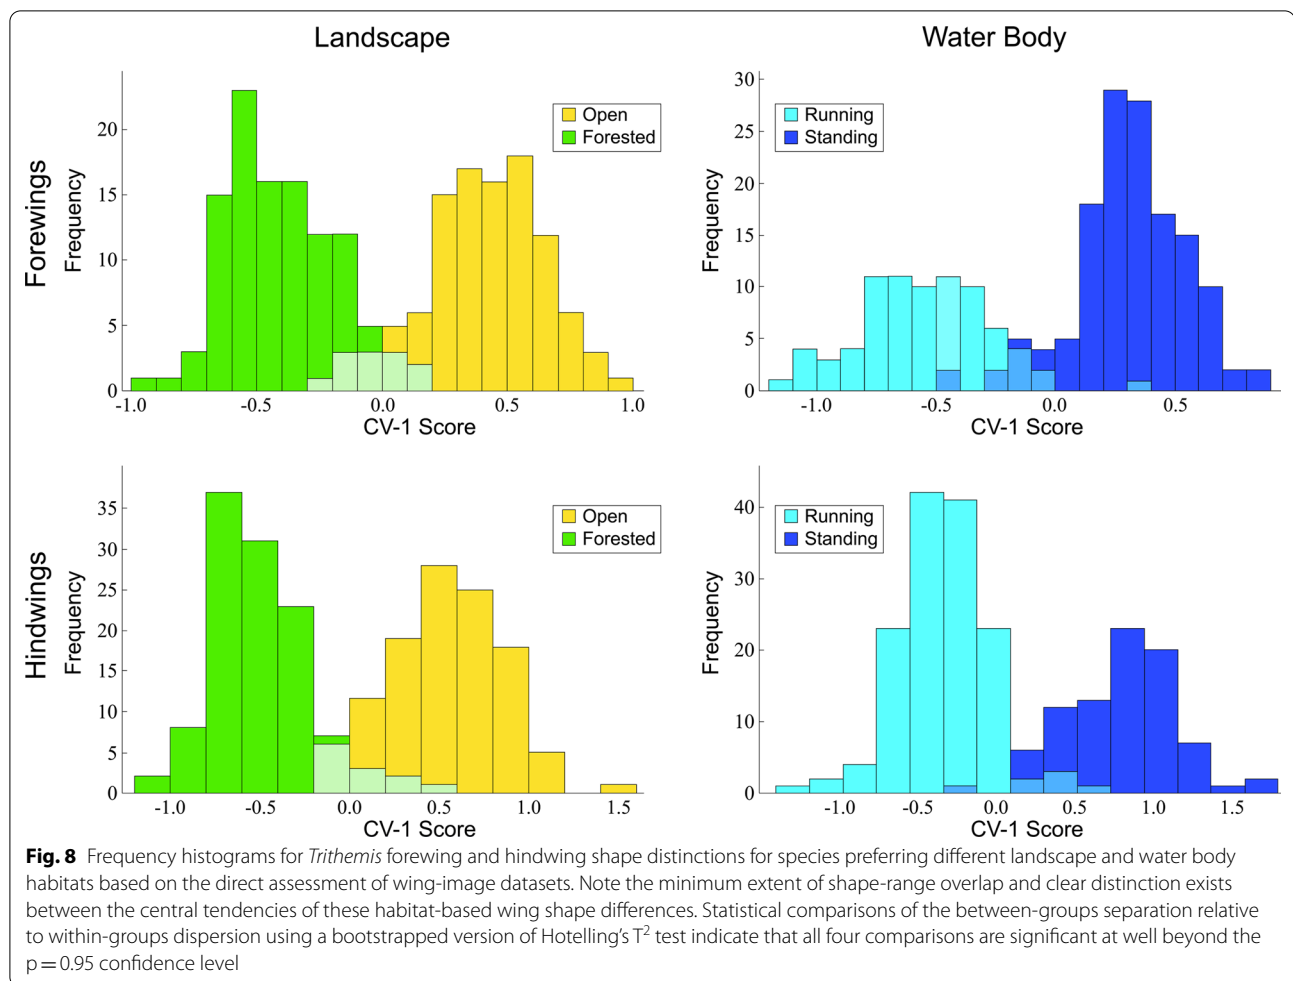 Landscape
Water Body
Forewings
Frequency
20
15
10
5
0
Open
Forested
-1.0 -0.5 0.0 0.5 1.0
CV-1 Score
Frequency
30
25
20
15
10
5
0
Running
Standing
-1.0 -0.5 0.0 0.5
CV-1 Score
Hindwings
Frequency
35
30
25
20
15
10
5
0
Open
Forested
-1.0 -0.5 0.0 0.5 1.0 1.5
CV-1 Score
Frequency
40
30
20
10
0
Running
Standing
-1.0 -0.5 0.0 0.5 1.0 1.5
CV-1 Score
Fig. 8 Frequency histograms for Trithemis forewing and hindwing shape distinctions for species preferring different landscape and water body
habitats based on the direct assessment of wing-image datasets. Note the minimum extent of shape-range overlap and clear distinction exists
between the central tendencies of these habitat-based wing shape differences. Statistical comparisons of the between-groups separation relative
to within-groups dispersion using a bootstrapped version of Hotelling's T² test indicate that all four comparisons are significant at well beyond the
p = 0.95 confidence level